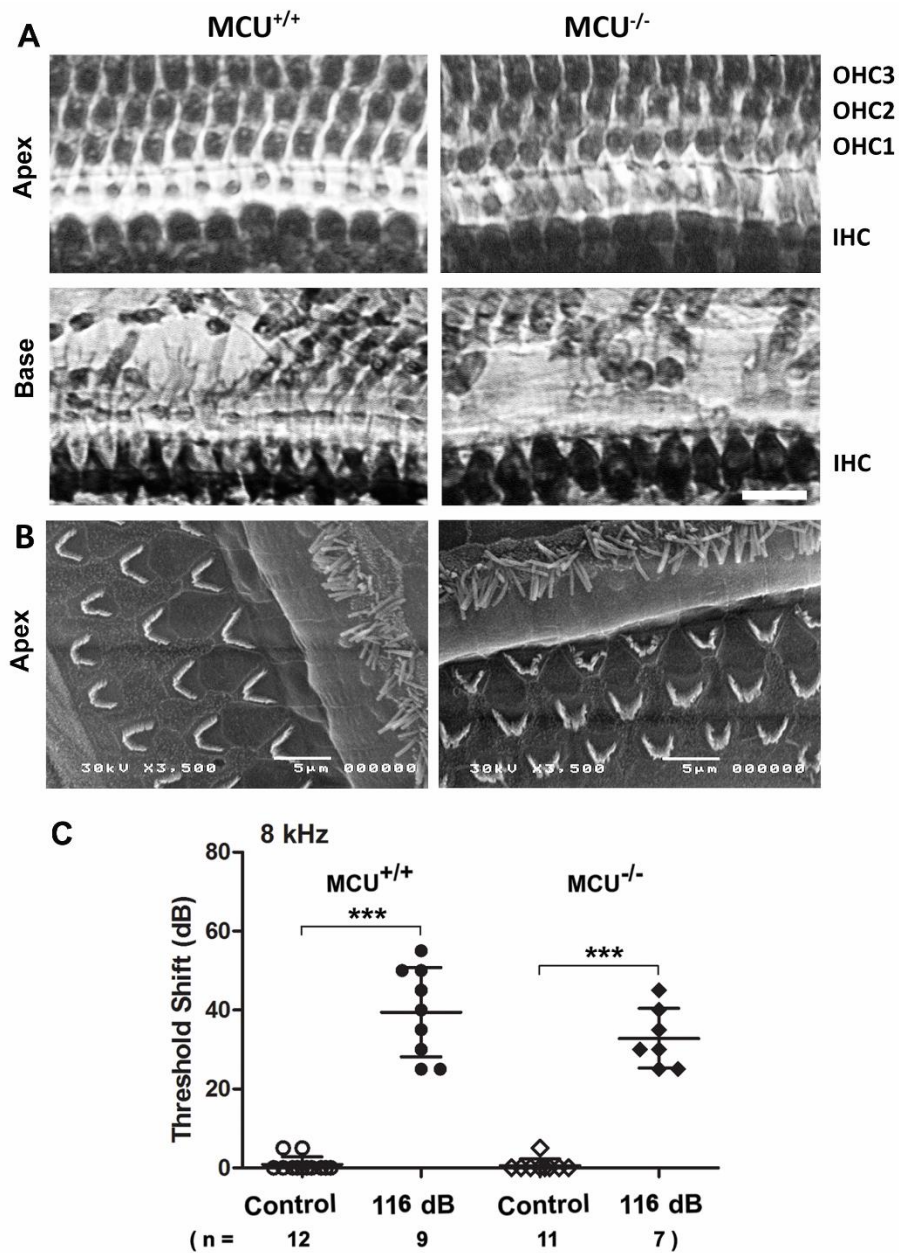 MCU+/+ MCU-/-
A
Apex
OHC3
OHC2
OHC1
IHC
Base
IHC
B
Apex
30kV X3,500 5µm 000000
30kV X3,500 5µm 000000
C
8 kHz
Threshold Shift (dB)
80
60
40
20
0
MCU+/+ MCU-/-
***
***
Control 116 dB Control 116 dB
( n = 12 9 11 7 )